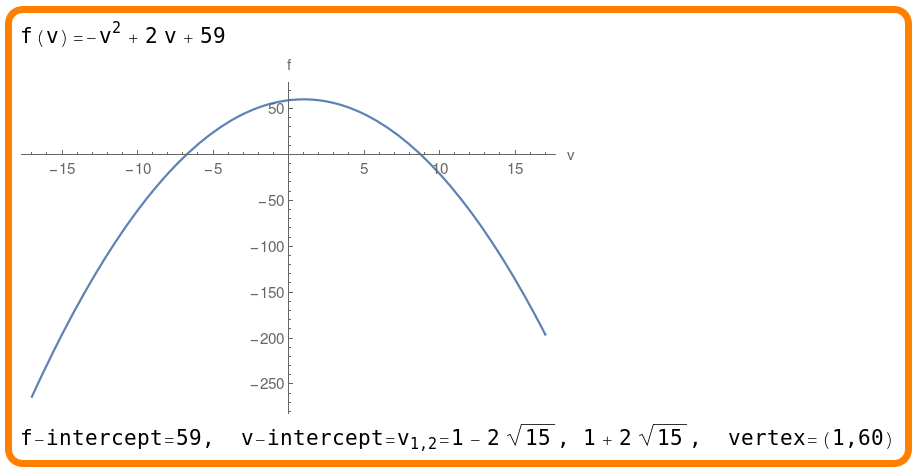 f(v)=-v² + 2 v + 59
f
50
-15 -10 -5 5 10 15 v
-50
-100
-150
-200
-250
f-intercept=59, v-intercept=v₁,₂=1 - 2 √15, 1 + 2 √15, vertex=(1,60)